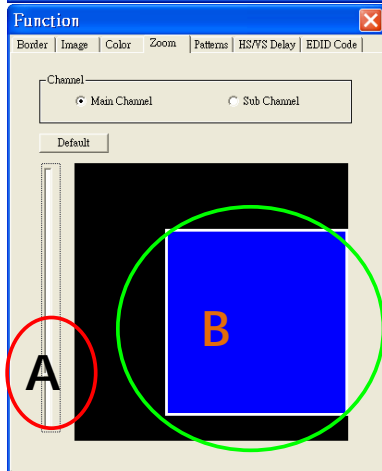 Function
Border Image Color Zoom Patterns HS/VS Delay EDID Code
Channel
Main Channel Sub Channel
Default
B
A